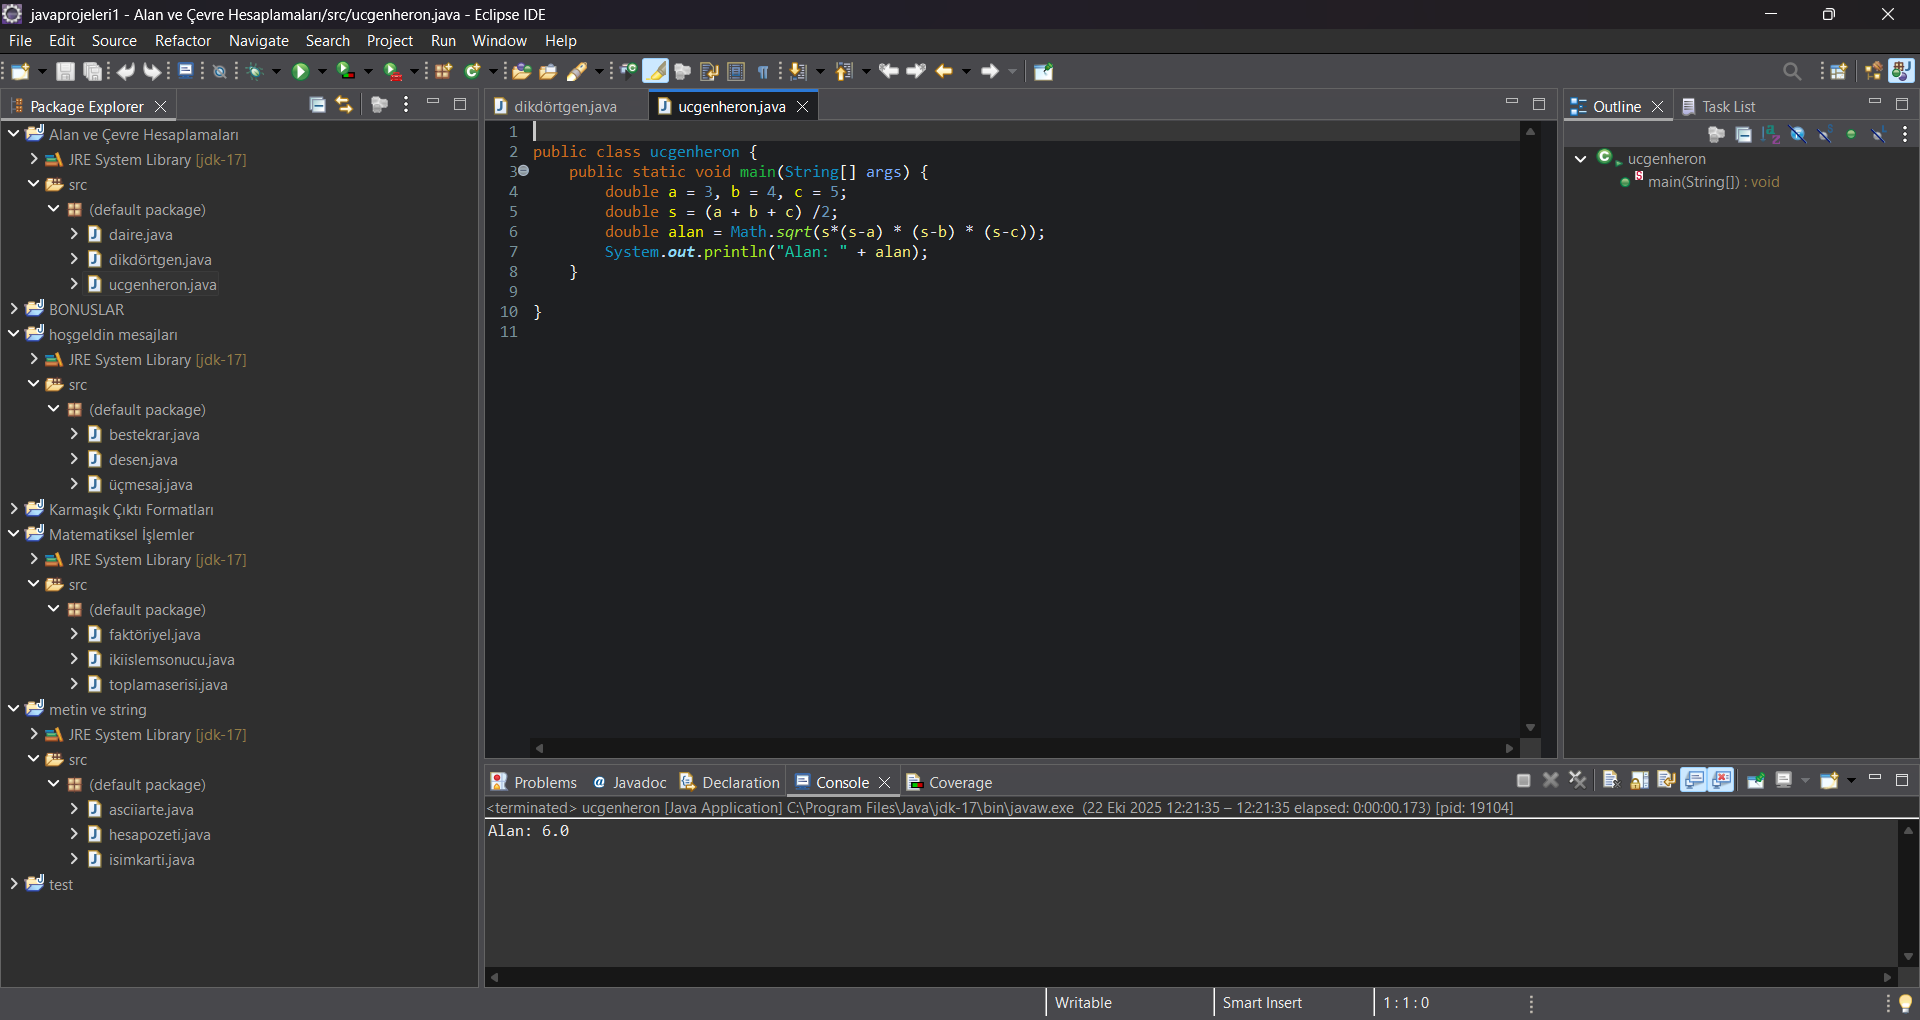 javaprojeleri1 - Alan ve Çevre Hesaplamaları/src/ucgenheron.java - Eclipse IDE
File Edit Source Refactor Navigate Search Project Run Window Help
Package Explorer
Alan ve Çevre Hesaplamaları
JRE System Library [jdk-17]
src
(default package)
daire.java
dikdörtgen.java
ucgenheron.java
BONUSLAR
hoşgeldin mesajları
JRE System Library [jdk-17]
src
(default package)
bestekrar.java
desen.java
üçmesaj.java
Karmaşık Çıktı Formatları
Matematiksel İşlemler
JRE System Library [jdk-17]
src
(default package)
faktöriyel.java
ikiislemsonucu.java
toplamaserisi.java
metin ve string
JRE System Library [jdk-17]
src
(default package)
asciiarte.java
hesapozeti.java
isimkarti.java
test
dikdörtgen.java ucgenheron.java
1
2 public class ucgenheron {
3 public static void main(String[] args) {
4 double a = 3, b = 4, c = 5;
5 double s = (a + b + c) /2;
6 double alan = Math.sqrt(s*(s-a) * (s-b) * (s-c));
7 System.out.println("Alan: " + alan);
8 }
9
10 }
11
Outline Task List
ucgenheron
main(String[]) : void
Problems Javadoc Declaration Console Coverage
<terminated> ucgenheron [Java Application] C:\Program Files\Java\jdk-17\bin\javaw.exe (22 Eki 2025 12:21:35 – 12:21:35 elapsed: 0:00:00.173) [pid: 19104]
Alan: 6.0
Writable Smart Insert 1 : 1 : 0